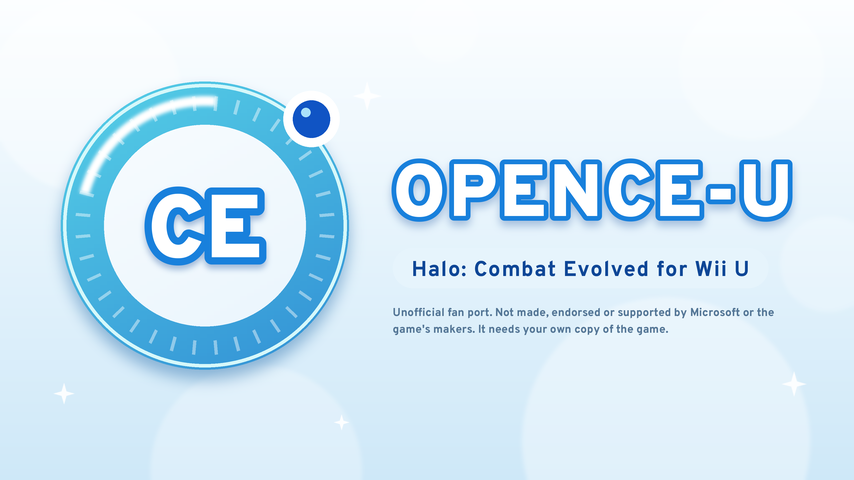 CE
OPENCE-U
Halo: Combat Evolved for Wii U
Unofficial fan port. Not made, endorsed or supported by Microsoft or the
game's makers. It needs your own copy of the game.